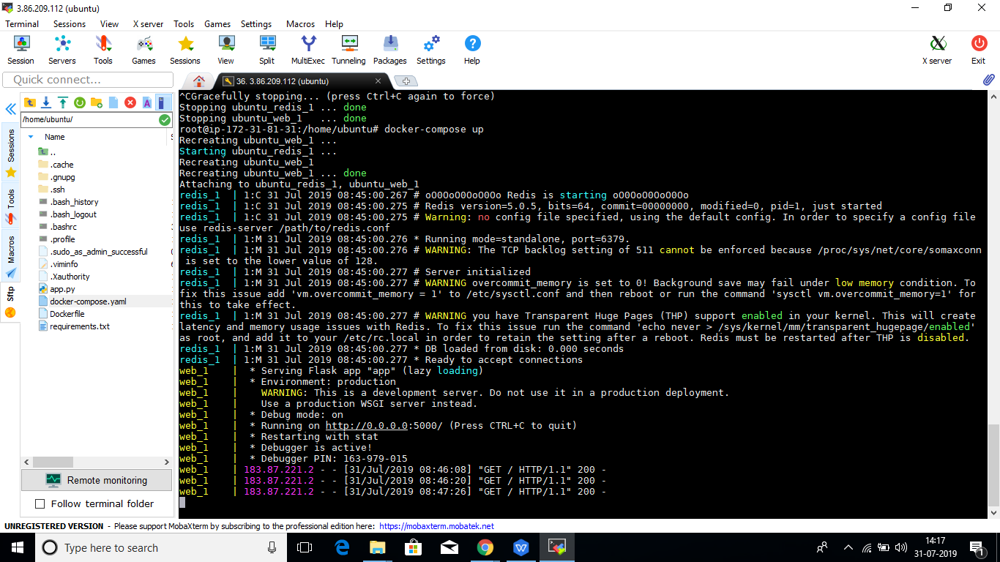 3.86.209.112 (ubuntu)
Terminal Sessions View X server Tools Games Settings Macros Help
Session Servers Tools Games Sessions View Split MultiExec Tunneling Packages Settings Help X server Exit
Quick connect...
36. 3.86.209.112 (ubuntu)
/home/ubuntu/
Name
..
.cache
.gnupg
.ssh
.bash_history
.bash_logout
.bashrc
.profile
.sudo_as_admin_successful
.viminfo
.Xauthority
app.py
docker-compose.yaml
Dockerfile
requirements.txt
Sessions
Tools
Macros
Sftp
Remote monitoring
Follow terminal folder
^CGracefully stopping... (press Ctrl+C again to force)
Stopping ubuntu_redis_1 ... done
Stopping ubuntu_web_1   ... done
root@ip-172-31-81-31:/home/ubuntu# docker-compose up
Recreating ubuntu_web_1 ...
Starting ubuntu_redis_1 ...
Recreating ubuntu_web_1
Recreating ubuntu_web_1 ... done
Attaching to ubuntu_redis_1, ubuntu_web_1
redis_1  | 1:C 31 Jul 2019 08:45:00.267 # oO0OoO0OoO0Oo Redis is starting oO0OoO0OoO0Oo
redis_1  | 1:C 31 Jul 2019 08:45:00.275 # Redis version=5.0.5, bits=64, commit=00000000, modified=0, pid=1, just started
redis_1  | 1:C 31 Jul 2019 08:45:00.275 # Warning: no config file specified, using the default config. In order to specify a config file
use redis-server /path/to/redis.conf
redis_1  | 1:M 31 Jul 2019 08:45:00.276 * Running mode=standalone, port=6379.
redis_1  | 1:M 31 Jul 2019 08:45:00.276 # WARNING: The TCP backlog setting of 511 cannot be enforced because /proc/sys/net/core/somaxconn
 is set to the lower value of 128.
redis_1  | 1:M 31 Jul 2019 08:45:00.277 # Server initialized
redis_1  | 1:M 31 Jul 2019 08:45:00.277 # WARNING overcommit_memory is set to 0! Background save may fail under low memory condition. To
fix this issue add 'vm.overcommit_memory = 1' to /etc/sysctl.conf and then reboot or run the command 'sysctl vm.overcommit_memory=1' for
this to take effect.
redis_1  | 1:M 31 Jul 2019 08:45:00.277 # WARNING you have Transparent Huge Pages (THP) support enabled in your kernel. This will create
latency and memory usage issues with Redis. To fix this issue run the command 'echo never > /sys/kernel/mm/transparent_hugepage/enabled'
as root, and add it to your /etc/rc.local in order to retain the setting after a reboot. Redis must be restarted after THP is disabled.
redis_1  | 1:M 31 Jul 2019 08:45:00.277 * DB loaded from disk: 0.000 seconds
redis_1  | 1:M 31 Jul 2019 08:45:00.277 * Ready to accept connections
web_1    |  * Serving Flask app "app" (lazy loading)
web_1    |  * Environment: production
web_1    |    WARNING: This is a development server. Do not use it in a production deployment.
web_1    |    Use a production WSGI server instead.
web_1    |  * Debug mode: on
web_1    |  * Running on http://0.0.0.0:5000/ (Press CTRL+C to quit)
web_1    |  * Restarting with stat
web_1    |  * Debugger is active!
web_1    |  * Debugger PIN: 163-979-015
web_1    | 183.87.221.2 - - [31/Jul/2019 08:46:08] "GET / HTTP/1.1" 200 -
web_1    | 183.87.221.2 - - [31/Jul/2019 08:46:20] "GET / HTTP/1.1" 200 -
web_1    | 183.87.221.2 - - [31/Jul/2019 08:47:26] "GET / HTTP/1.1" 200 -
UNREGISTERED VERSION - Please support MobaXterm by subscribing to the professional edition here: https://mobaxterm.mobatek.net
Type here to search
14:17
31-07-2019
1